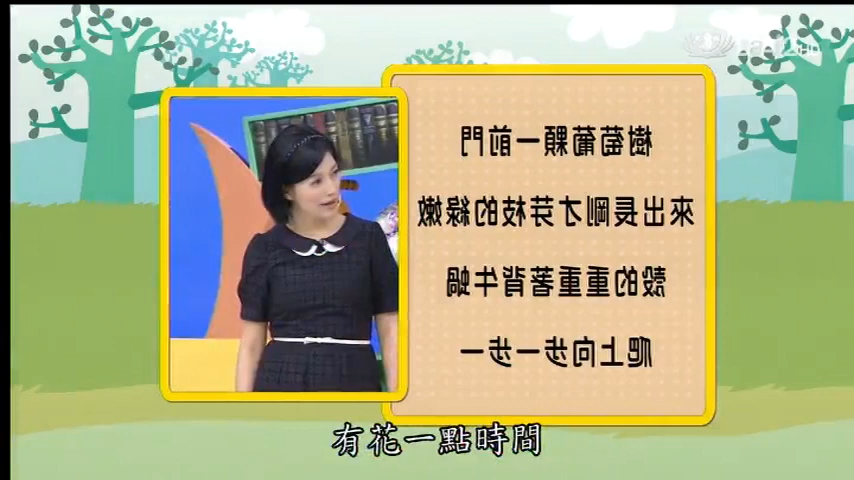 門前一顆葡萄樹
嫩綠的枝芽才剛長出來
蝸牛背著重重的殼
一步一步向上爬
有花一點時間